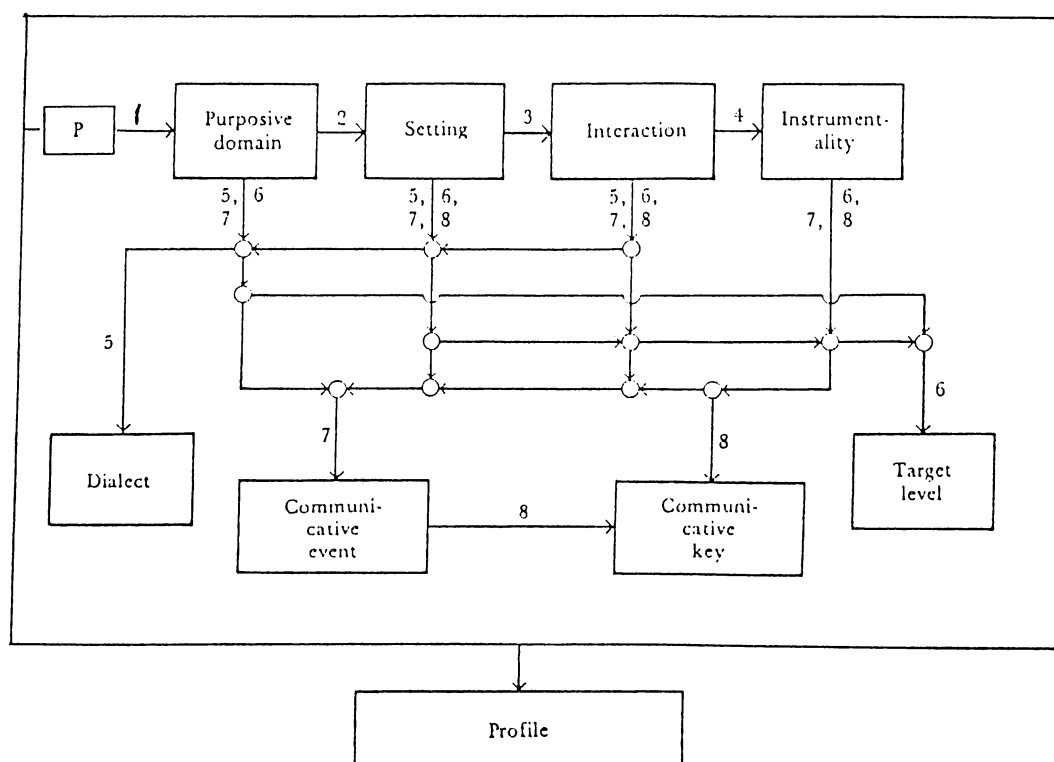 P
1
Purposive
domain
2
Setting
3
Interaction
4
Instrument-
ality
5, 6
7
5, 6,
7, 8
5, 6,
7, 8
6,
7, 8
5
6
7
8
Dialect
Communi-
cative
event
8
Communi-
cative
key
Target
level
Profile